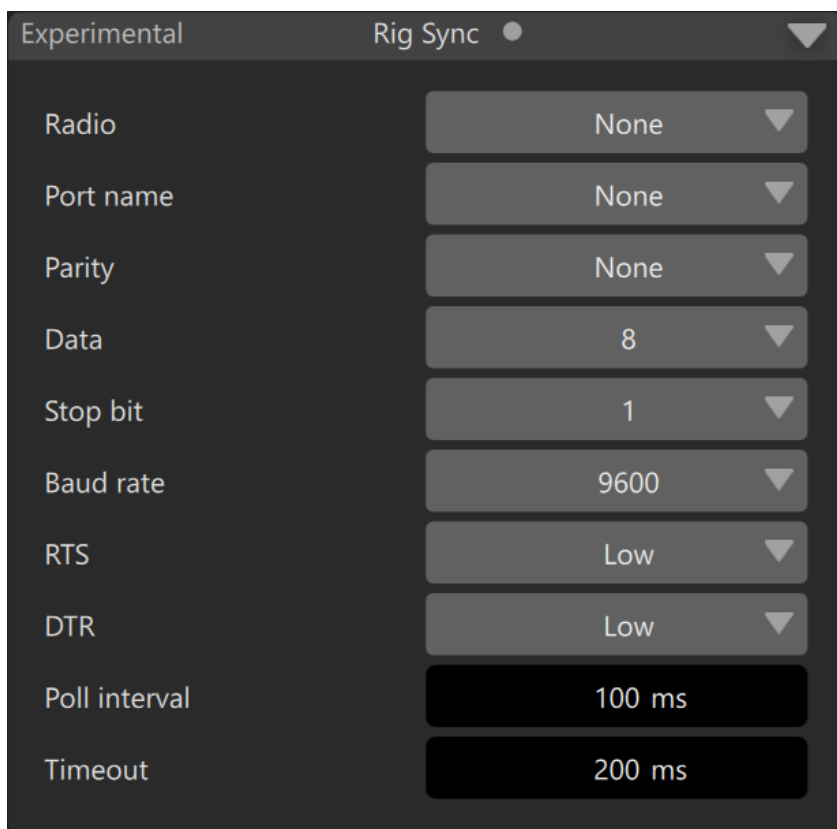 Experimental Rig Sync
Radio None
Port name None
Parity None
Data 8
Stop bit 1
Baud rate 9600
RTS Low
DTR Low
Poll interval 100 ms
Timeout 200 ms